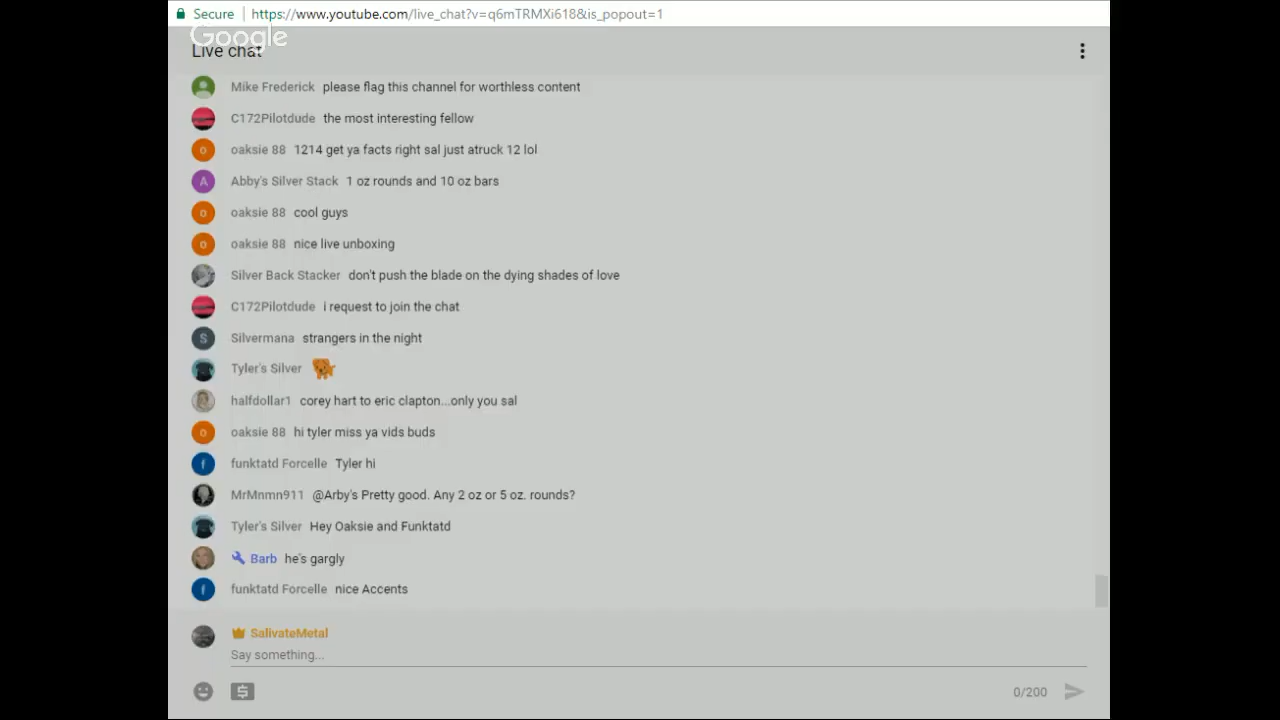 Secure https://www.youtube.com/live_chat?v=q6mTRMXi618&is_popout=1
Google
Live chat
Mike Frederick please flag this channel for worthless content
C172Pilotdude the most interesting fellow
o oaksie 88 1214 get ya facts right sal just atruck 12 lol
A Abby's Silver Stack 1 oz rounds and 10 oz bars
o oaksie 88 cool guys
o oaksie 88 nice live unboxing
Silver Back Stacker don't push the blade on the dying shades of love
C172Pilotdude i request to join the chat
S Silvermana strangers in the night
Tyler's Silver
halfdollar1 corey hart to eric clapton...only you sal
o oaksie 88 hi tyler miss ya vids buds
f funktatd Forcelle Tyler hi
MrMnmn911 @Arby's Pretty good. Any 2 oz or 5 oz. rounds?
Tyler's Silver Hey Oaksie and Funktatd
Barb he's gargly
f funktatd Forcelle nice Accents
SalivateMetal
Say something...
$ 0/200